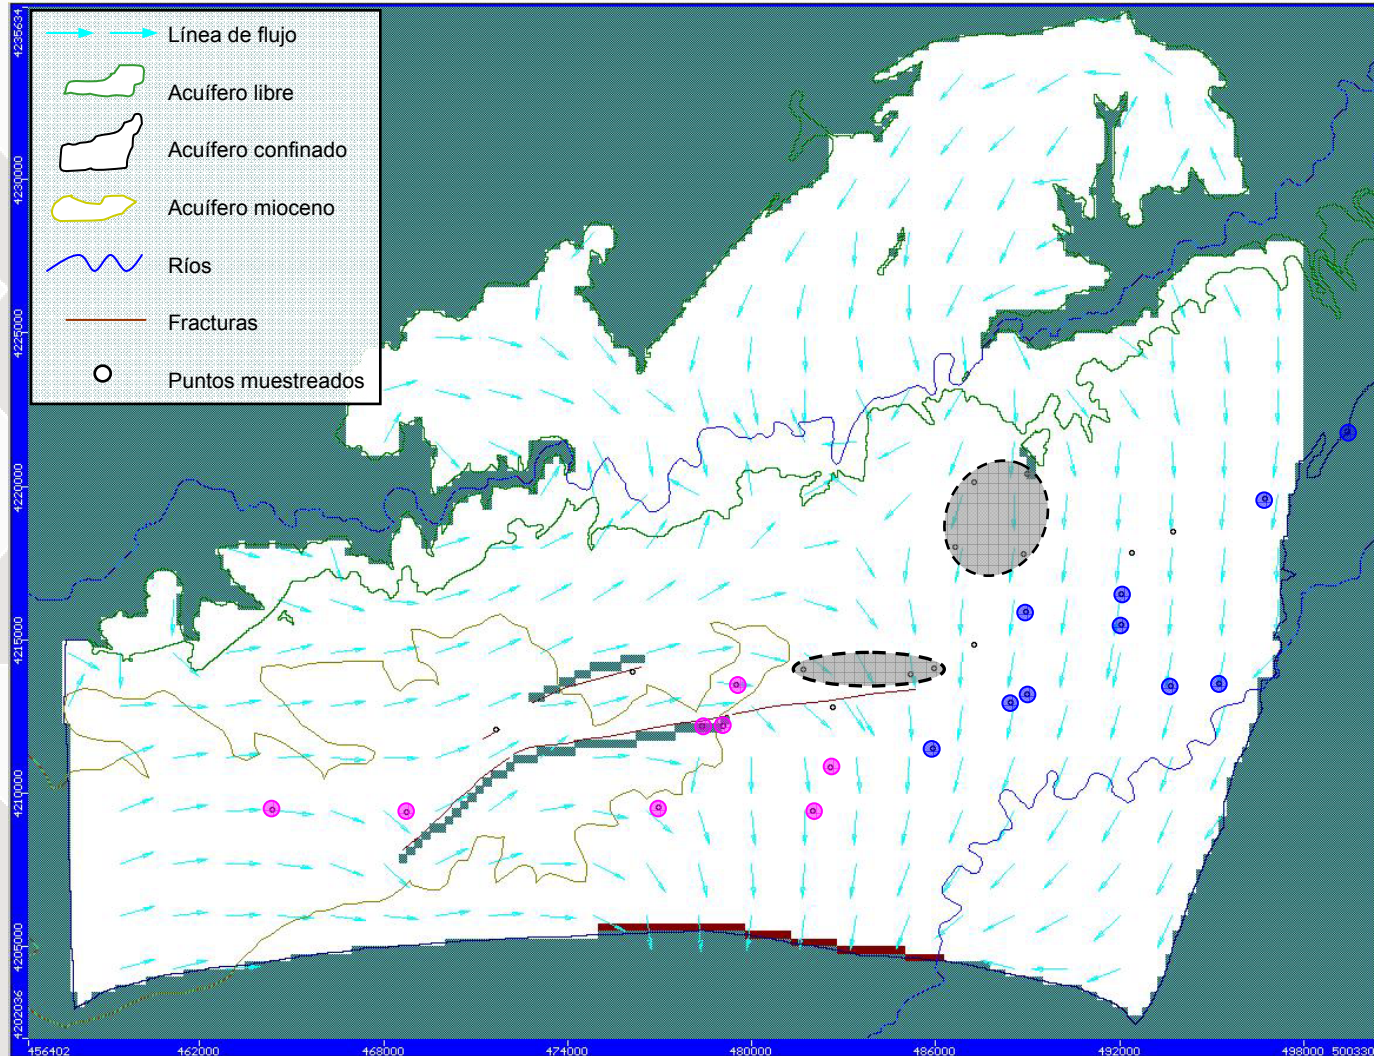 Línea de flujo
Acuífero libre
Acuífero confinado
Acuífero mioceno
Ríos
Fracturas
Puntos muestreados
4235634
4230000
4225000
4220000
4215000
4210000
4205000
4202036
456402
462000
468000
474000
480000
486000
492000
498000
500330